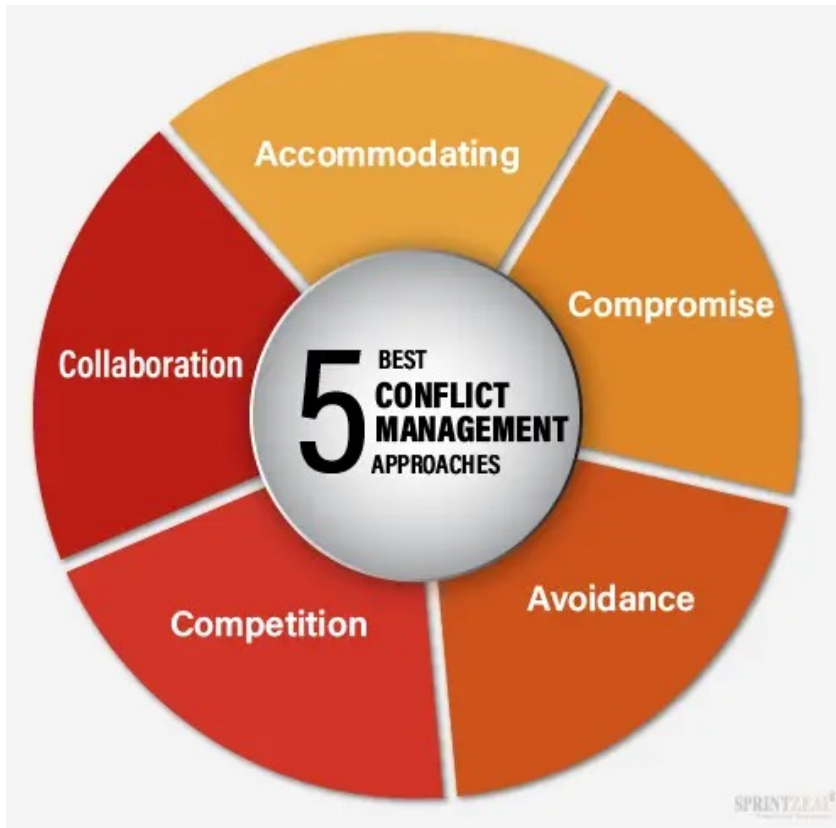 Accommodating
Compromise
Collaboration
5 BEST
CONFLICT
MANAGEMENT
APPROACHES
Avoidance
Competition
SPRINTZEAL